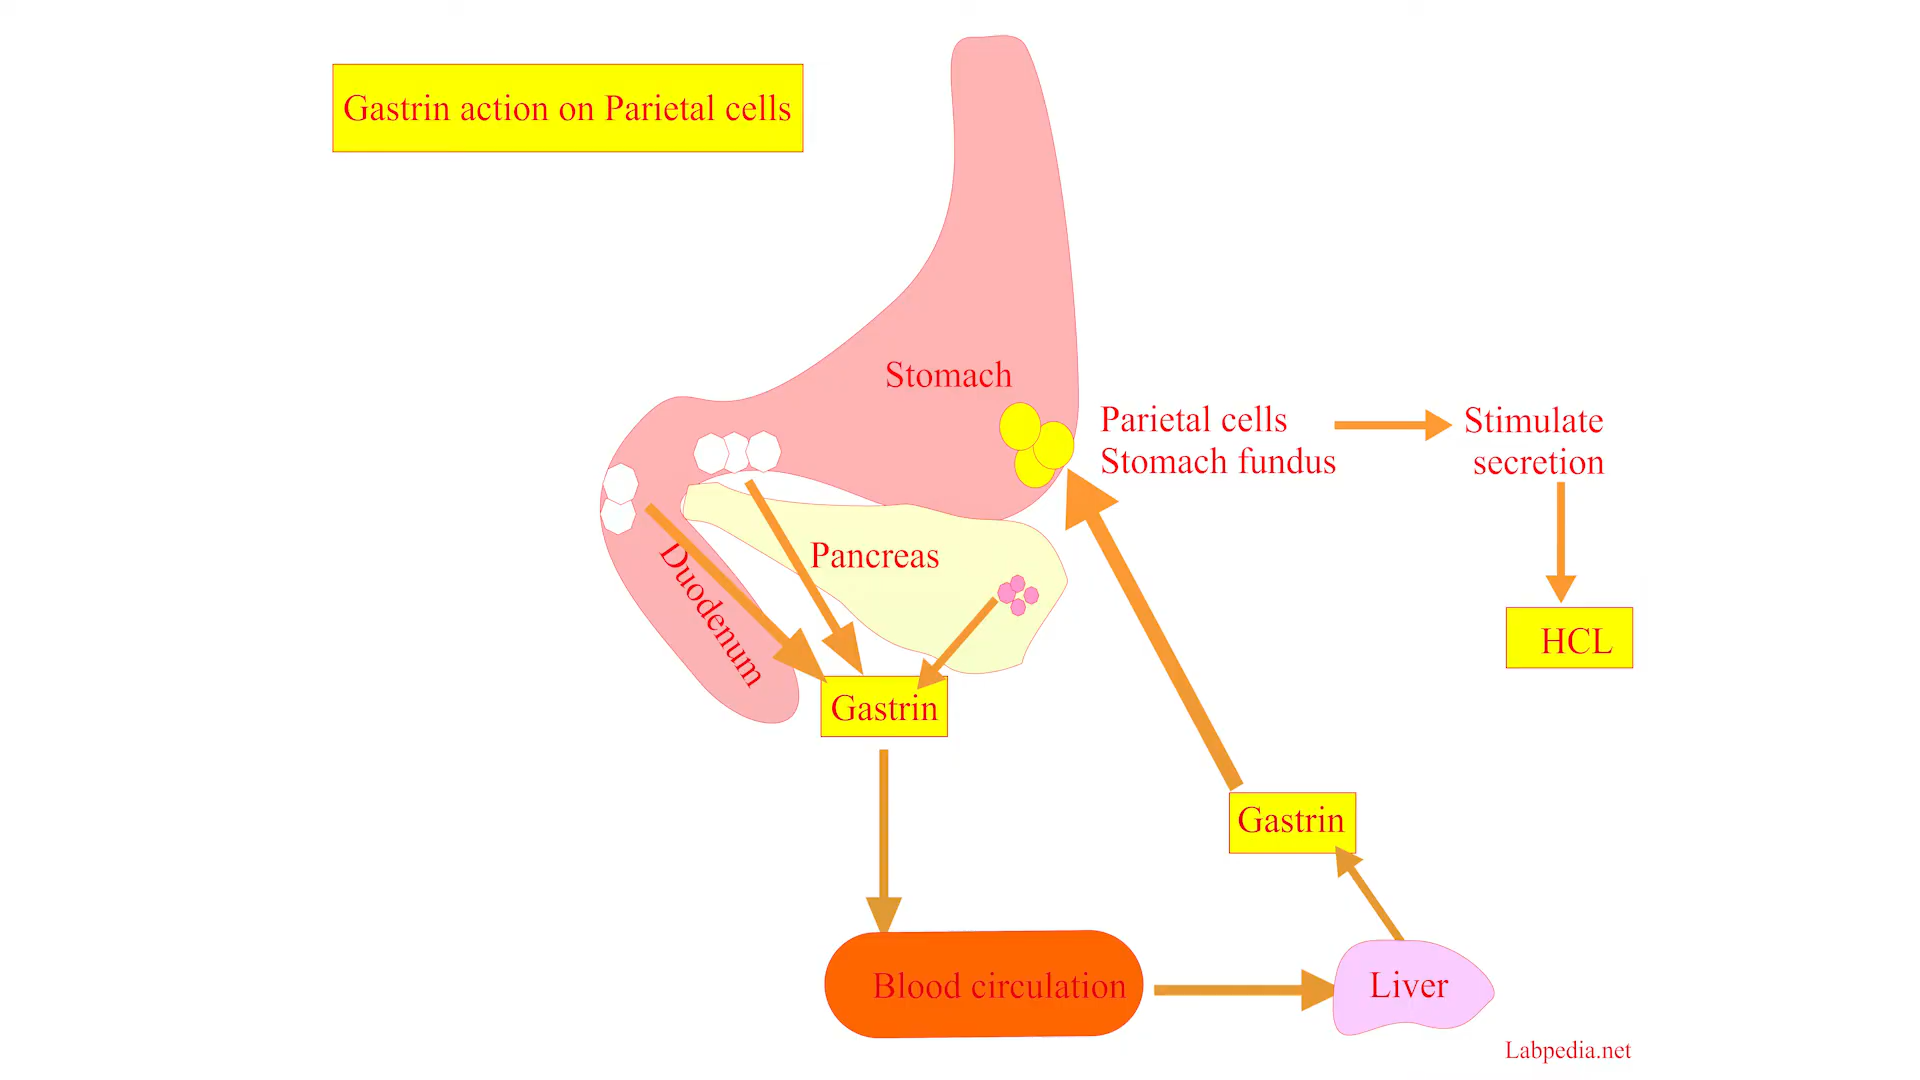 Gastrin action on Parietal cells
Stomach
Parietal cells
Stomach fundus
Stimulate
secretion
Pancreas
Duodenum
HCL
Gastrin
Gastrin
Blood circulation
Liver
Labpedia.net